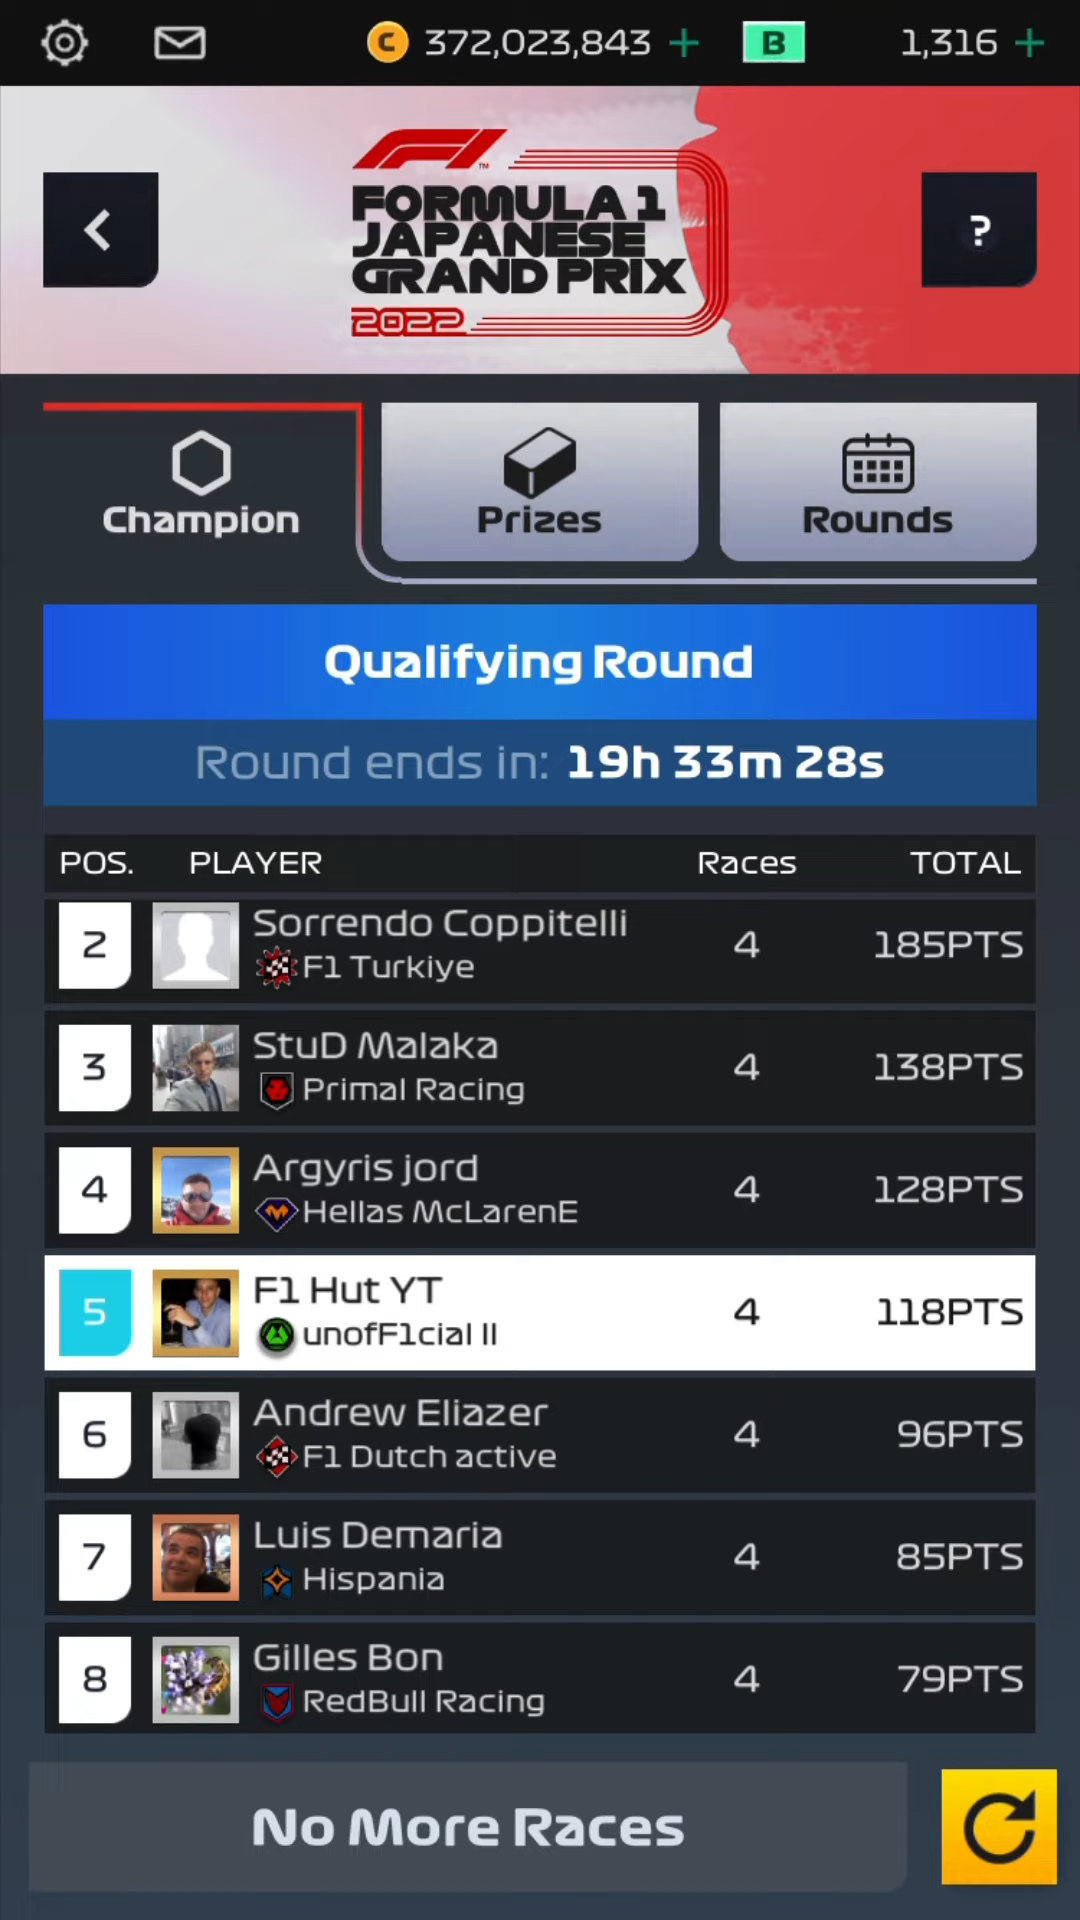 C 372,023,843 + B 1,316 +
F1™
FORMULA 1
JAPANESE
GRAND PRIX
2022
?
Champion
Prizes
Rounds
Qualifying Round
Round ends in: 19h 33m 28s
POS. PLAYER Races TOTAL
2 Sorrendo Coppitelli 4 185PTS
F1 Turkiye
3 StuD Malaka 4 138PTS
Primal Racing
4 Argyris jord 4 128PTS
Hellas McLarenE
5 F1 Hut YT 4 118PTS
unofF1cial II
6 Andrew Eliazer 4 96PTS
F1 Dutch active
7 Luis Demaria 4 85PTS
Hispania
8 Gilles Bon 4 79PTS
RedBull Racing
No More Races